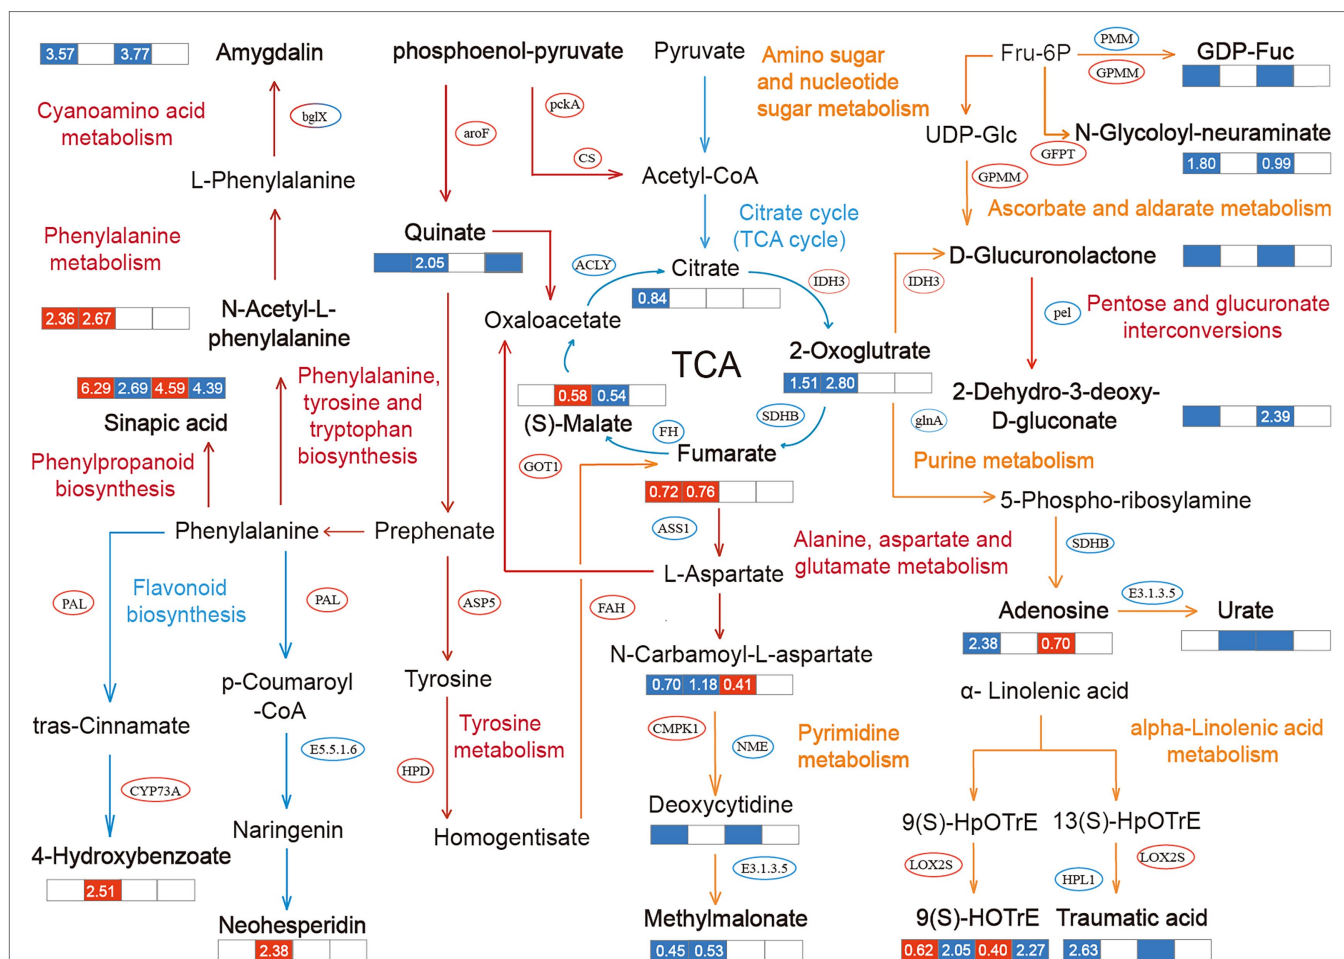 3.57 3.77
Amygdalin
phosphoenol-pyruvate
Pyruvate
Amino sugar
and nucleotide
sugar metabolism
Fru-6P
PMM
GPMM
GDP-Fuc
Cyanoamino acid
metabolism
bglX
aroF
pckA
CS
UDP-Glc
GFPT
N-Glycoloyl-neuraminate
1.80 0.99
L-Phenylalanine
Acetyl-CoA
GPMM
Ascorbate and aldarate metabolism
Phenylalanine
metabolism
Quinate
2.05
Citrate cycle
(TCA cycle)
ACLY
Citrate
0.84
IDH3
IDH3
D-Glucuronolactone
2.36 2.67
N-Acetyl-L-
phenylalanine
Oxaloacetate
TCA
2-Oxoglutrate
1.51 2.80
pel
Pentose and glucuronate
interconversions
6.29 2.69 4.59 4.39
Sinapic acid
Phenylalanine,
tyrosine and
tryptophan
biosynthesis
0.58 0.54
(S)-Malate
FH
SDHB
glnA
2-Dehydro-3-deoxy-
D-gluconate
2.39
Phenylpropanoid
biosynthesis
GOT1
Fumarate
0.72 0.76
Purine metabolism
5-Phospho-ribosylamine
Phenylalanine
Prephenate
ASS1
Alanine, aspartate and
glutamate metabolism
SDHB
L-Aspartate
Flavonoid
biosynthesis
PAL
PAL
ASP5
FAH
Adenosine
2.38 0.70
E3.1.3.5
Urate
N-Carbamoyl-L-aspartate
0.70 1.18 0.41
p-Coumaroyl
-CoA
Tyrosine
α- Linolenic acid
tras-Cinnamate
E5.5.1.6
Tyrosine
metabolism
CMPK1
NME
Pyrimidine
metabolism
alpha-Linolenic acid
metabolism
CYP73A
HPD
Deoxycytidine
9(S)-HpOTrE
13(S)-HpOTrE
Naringenin
Homogentisate
4-Hydroxybenzoate
2.51
E3.1.3.5
LOX2S
HPL1
LOX2S
Neohesperidin
2.38
Methylmalonate
0.45 0.53
9(S)-HOTrE
0.62 2.05 0.40 2.27
Traumatic acid
2.63